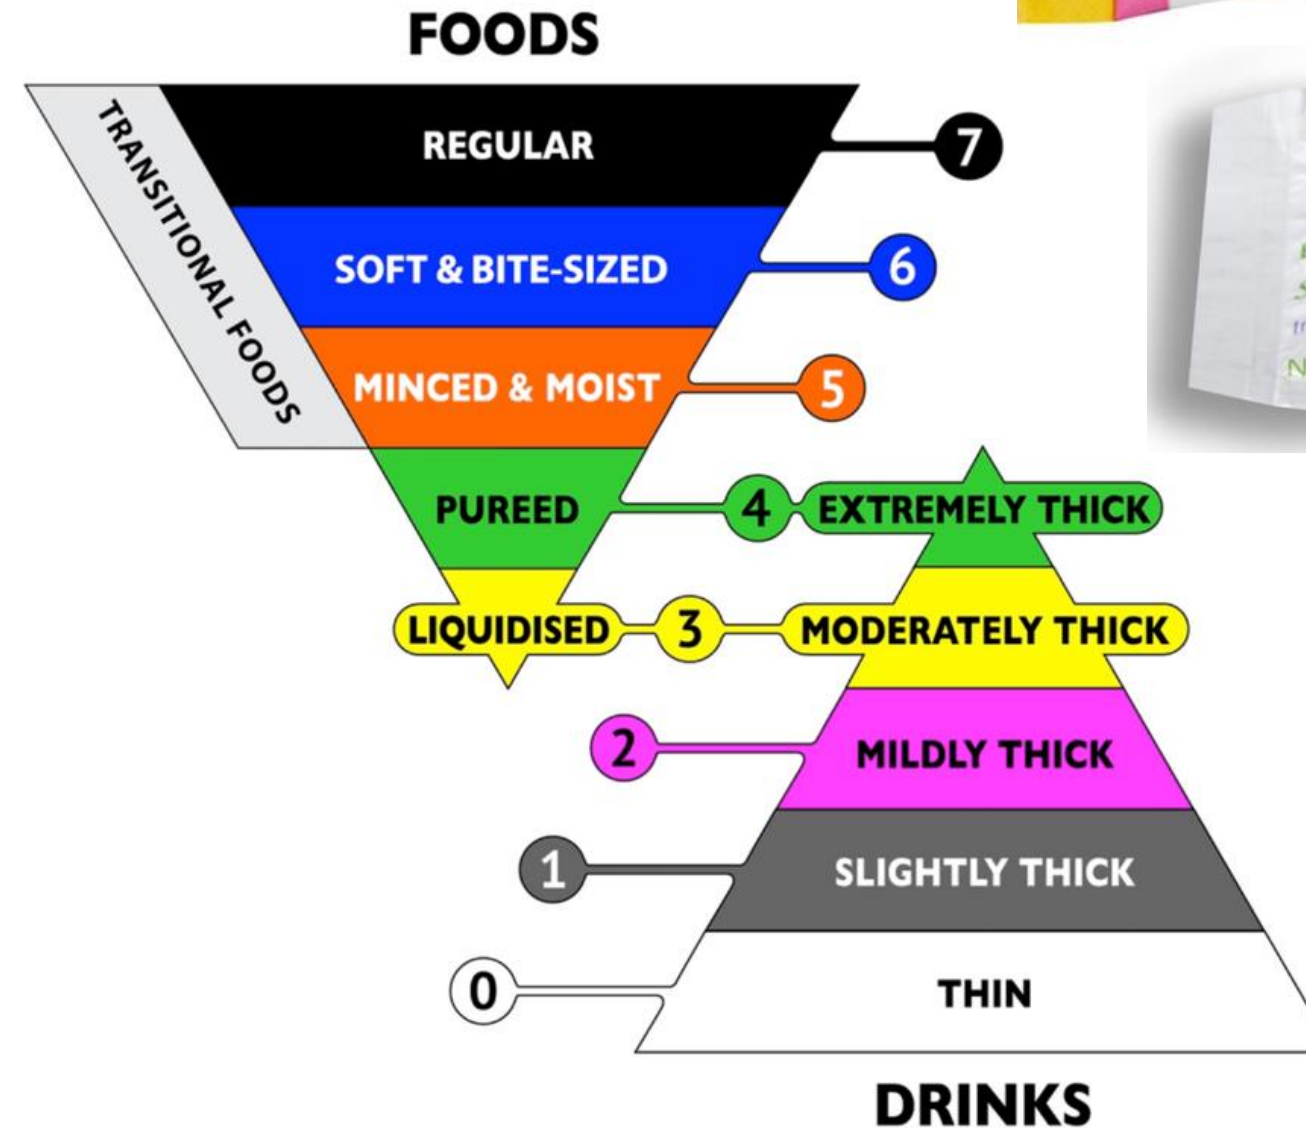 FOODS
TRANSITIONAL FOODS
REGULAR
7
SOFT & BITE-SIZED
6
MINCED & MOIST
5
PUREED
4
EXTREMELY THICK
LIQUIDISED
3
MODERATELY THICK
2
MILDLY THICK
1
SLIGHTLY THICK
0
THIN
DRINKS